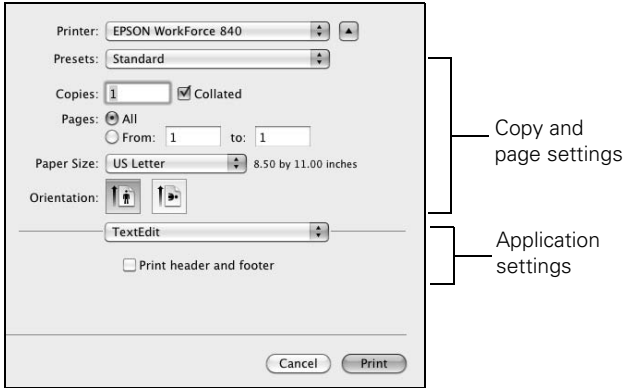 Printer: EPSON WorkForce 840
Presets: Standard
Copies: 1 Collated
Pages: All
From: 1 to: 1
Paper Size: US Letter 8.50 by 11.00 inches
Orientation:
TextEdit
Print header and footer
Cancel Print
Copy and
page settings
Application
settings